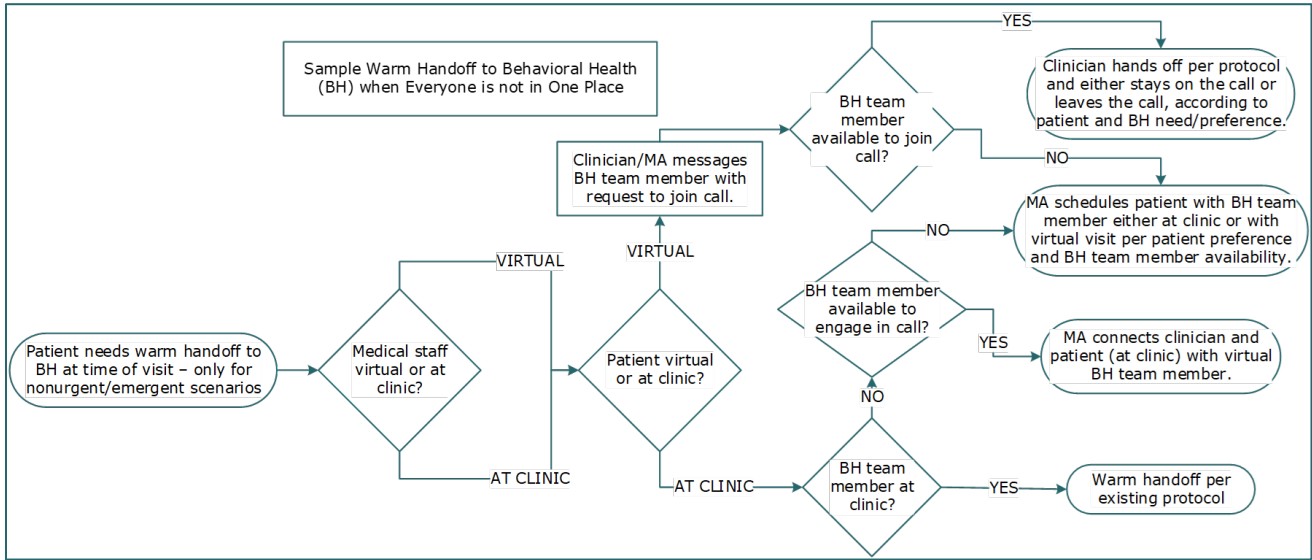 Sample Warm Handoff to Behavioral Health
(BH) when Everyone is not in One Place
Patient needs warm handoff to
BH at time of visit – only for
nonurgent/emergent scenarios
Medical staff
virtual or at
clinic?
VIRTUAL
AT CLINIC
Patient virtual
or at clinic?
VIRTUAL
Clinician/MA messages
BH team member with
request to join call.
BH team
member
available to join
call?
YES
Clinician hands off per protocol
and either stays on the call or
leaves the call, according to
patient and BH need/preference.
NO
MA schedules patient with BH team
member either at clinic or with
virtual visit per patient preference
and BH team member availability.
AT CLINIC
BH team
member at
clinic?
NO
BH team member
available to
engage in call?
NO
YES
MA connects clinician and
patient (at clinic) with virtual
BH team member.
YES
Warm handoff per
existing protocol